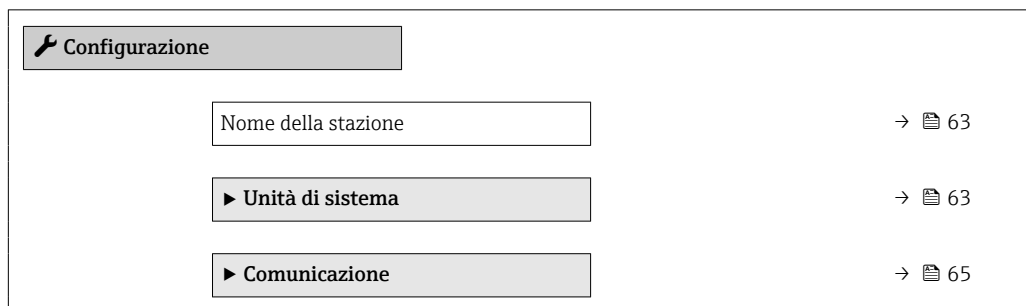 Configurazione
Nome della stazione → 63
▶ Unità di sistema → 63
▶ Comunicazione → 65